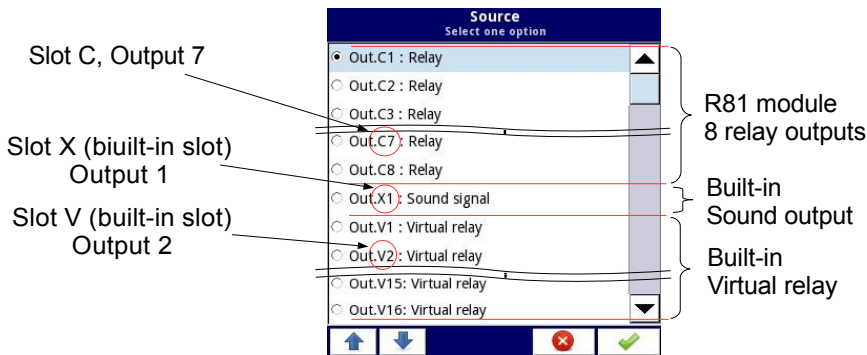 Source
Select one option
Slot C, Output 7
Slot X (biuilt-in slot)
Output 1
Slot V (built-in slot)
Output 2
Out.C1 : Relay
Out.C2 : Relay
Out.C3 : Relay
Out.C7 : Relay
Out.C8 : Relay
Out.X1 : Sound signal
Out.V1 : Virtual relay
Out.V2 : Virtual relay
Out.V15: Virtual relay
Out.V16: Virtual relay
R81 module
8 relay outputs
Built-in
Sound output
Built-in
Virtual relay